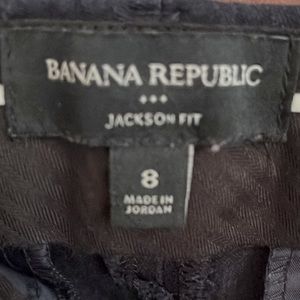 BANANA REPUBLIC
JACKSON FIT
8
MADE IN
JORDAN